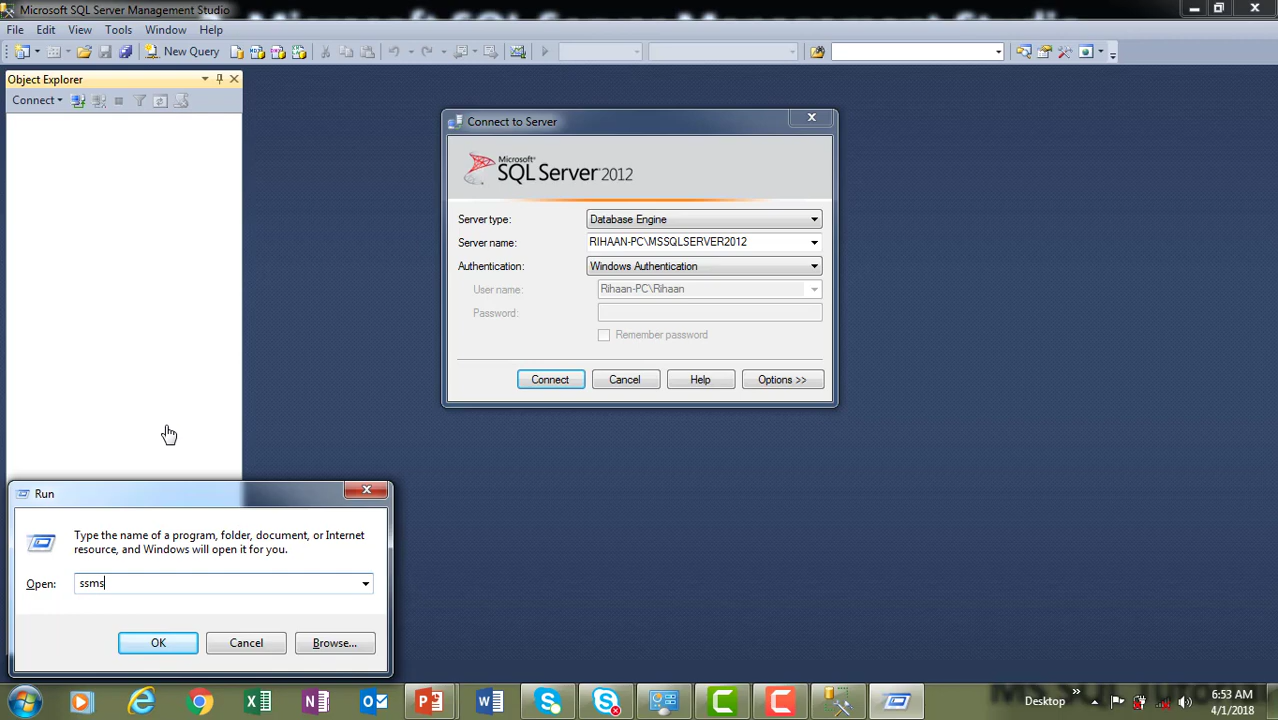 Microsoft SQL Server Management Studio
File Edit View Tools Window Help
New Query
Object Explorer
Connect
Connect to Server
Microsoft
SQL Server 2012
Server type: Database Engine
Server name: RIHAAN-PC\MSSQLSERVER2012
Authentication: Windows Authentication
User name: Rihaan-PC\Rihaan
Password:
Remember password
Connect Cancel Help Options >>
Run
Type the name of a program, folder, document, or Internet
resource, and Windows will open it for you.
Open: ssms
OK Cancel Browse...
Desktop
6:53 AM
4/1/2018